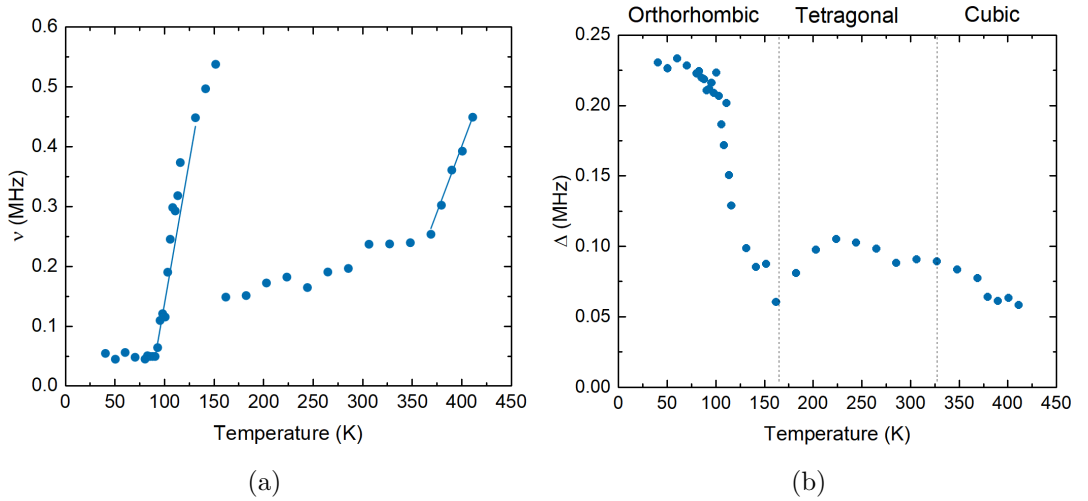 Orthorhombic Tetragonal Cubic
0.6
0.5
0.4
0.3
0.2
0.1
0.0
ν (MHz)
0 50 100 150 200 250 300 350 400 450
Temperature (K)
(a)
0.25
0.20
0.15
0.10
0.05
0.00
Δ (MHz)
0 50 100 150 200 250 300 350 400 450
Temperature (K)
(b)